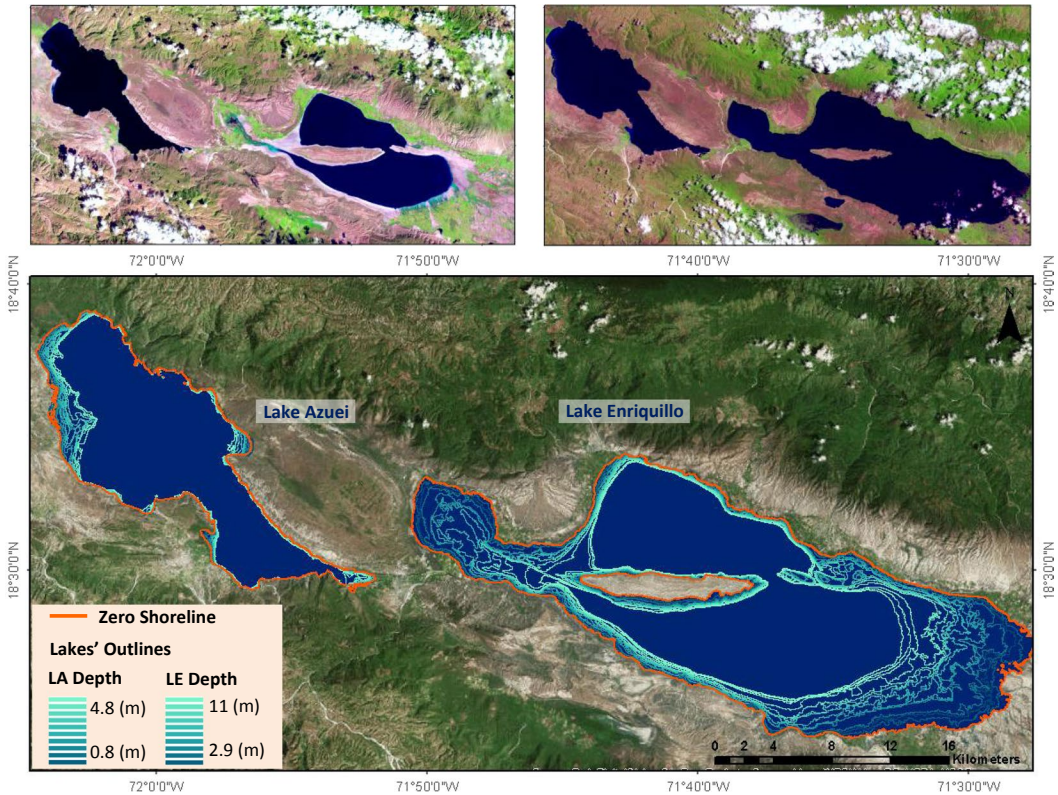 72°0'0"W 71°50'0"W 71°40'0"W 71°30'0"W
18°40'0"N 18°40'0"N
N
Lake Azuei Lake Enriquillo
18°30'0"N 18°30'0"N
Zero Shoreline
Lakes' Outlines
LA Depth LE Depth
4.8 (m) 11 (m)
0.8 (m) 2.9 (m)
0 2 4 8 12 16
Kilometers
72°0'0"W 71°50'0"W 71°40'0"W 71°30'0"W